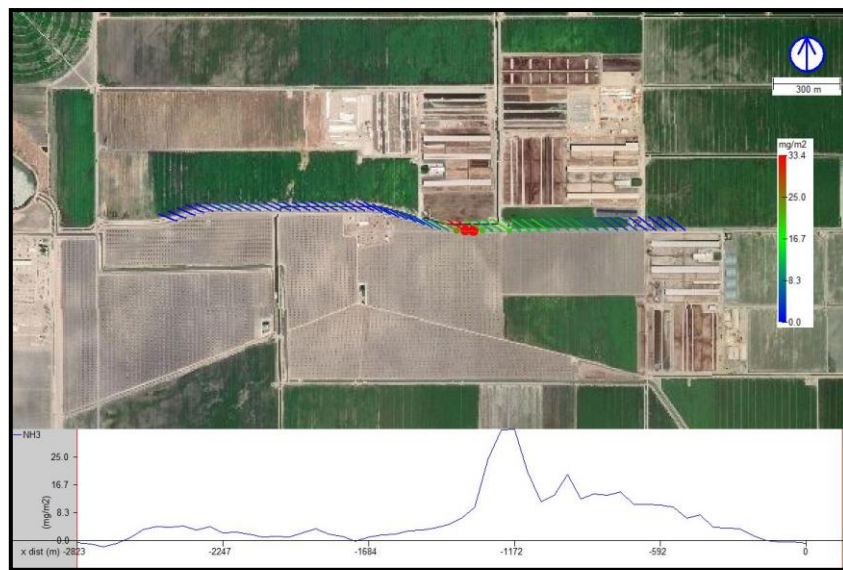 300 m
mg/m2
33.4
25.0
16.7
8.3
0.0
NH3
25.0
16.7
8.3
0.0
(mg/m2)
x dist (m) -2823 -2247 -1684 -1172 -592 0